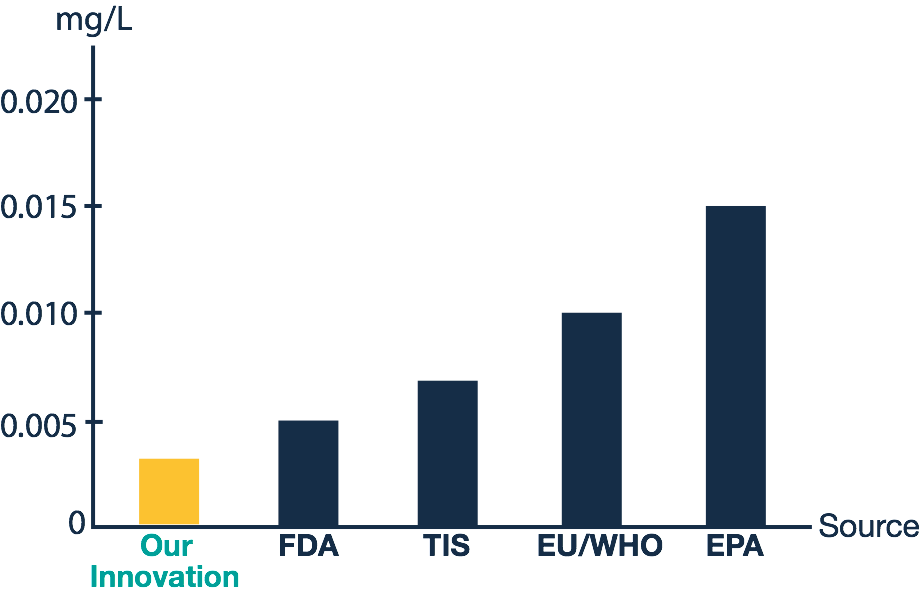 mg/L
0.020
0.015
0.010
0.005
0
Our
Innovation
FDA
TIS
EU/WHO
EPA
Source